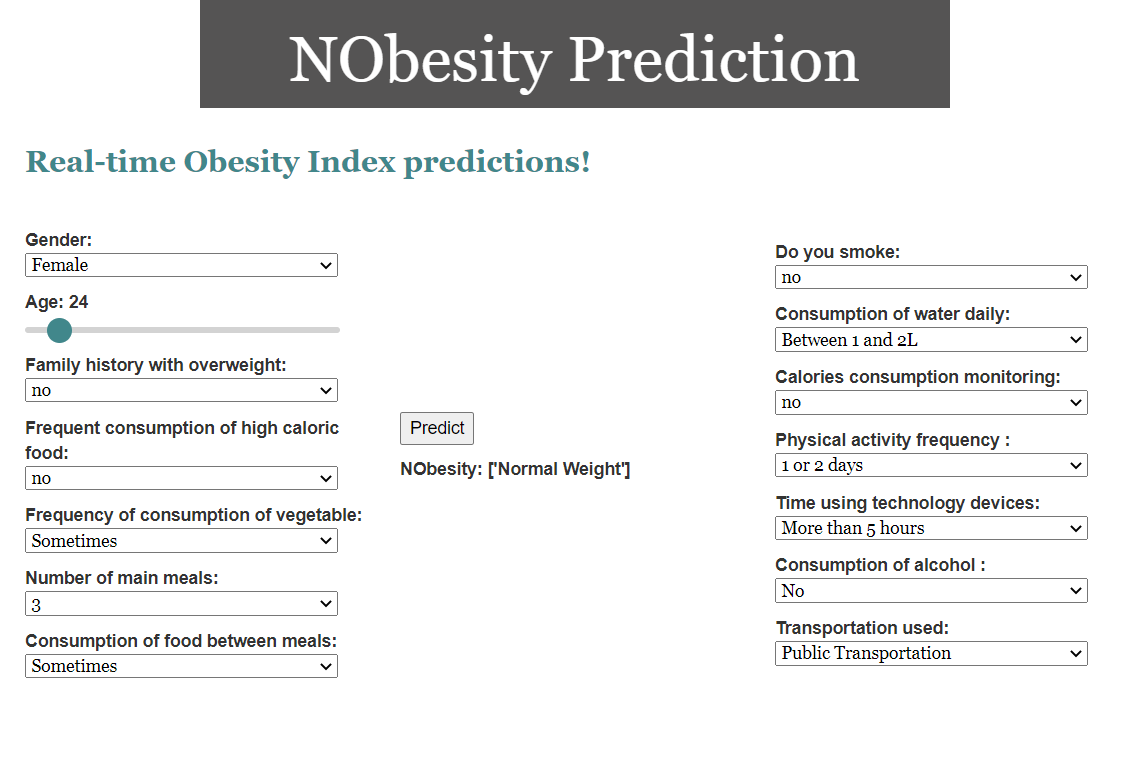 NObesity Prediction
Real-time Obesity Index predictions!
Gender:
Female
Age: 24
Family history with overweight:
no
Frequent consumption of high caloric
food:
no
Frequency of consumption of vegetable:
Sometimes
Number of main meals:
3
Consumption of food between meals:
Sometimes
Predict
NObesity: ['Normal Weight']
Do you smoke:
no
Consumption of water daily:
Between 1 and 2L
Calories consumption monitoring:
no
Physical activity frequency :
1 or 2 days
Time using technology devices:
More than 5 hours
Consumption of alcohol :
No
Transportation used:
Public Transportation